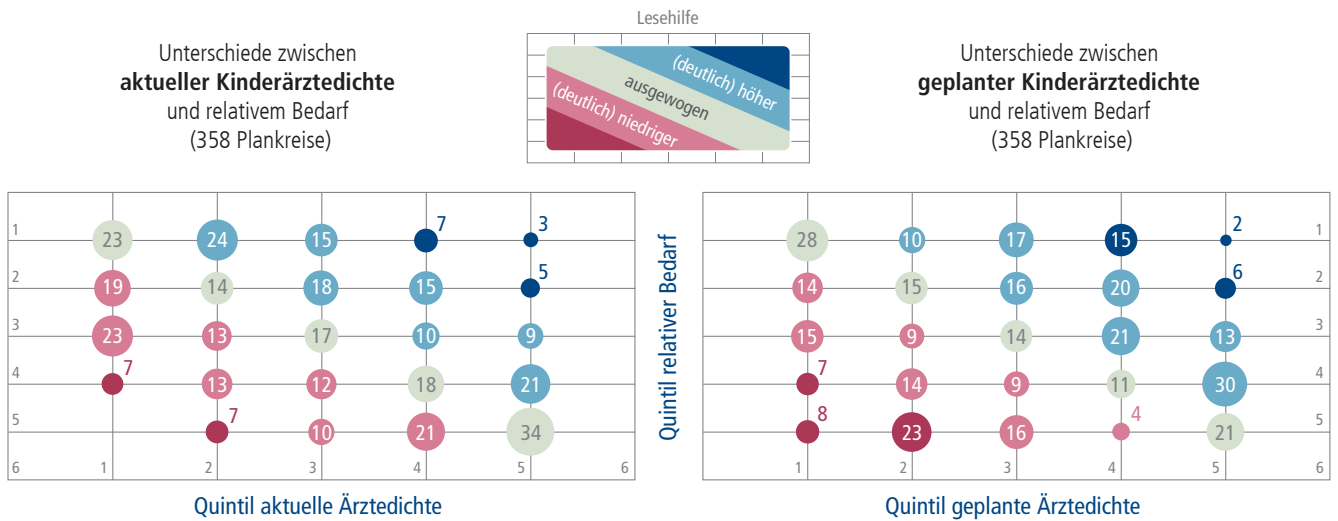 Lesehilfe
(deutlich) höher
ausgewogen
(deutlich) niedriger
Unterschiede zwischen
aktueller Kinderärztedichte
und relativem Bedarf
(358 Plankreise)
Unterschiede zwischen
geplanter Kinderärztedichte
und relativem Bedarf
(358 Plankreise)
1 23 24 15 7 3
2 19 14 18 15 5
3 23 13 17 10 9
4 7 13 12 18 21
5 7 10 21 34
6 1 2 3 4 5 6
Quintil aktuelle Ärztedichte
Quintil relativer Bedarf
28 10 17 15 2 1
14 15 16 20 6 2
15 9 14 21 13 3
7 14 9 11 30 4
8 23 16 4 21 5
1 2 3 4 5 6
Quintil geplante Ärztedichte